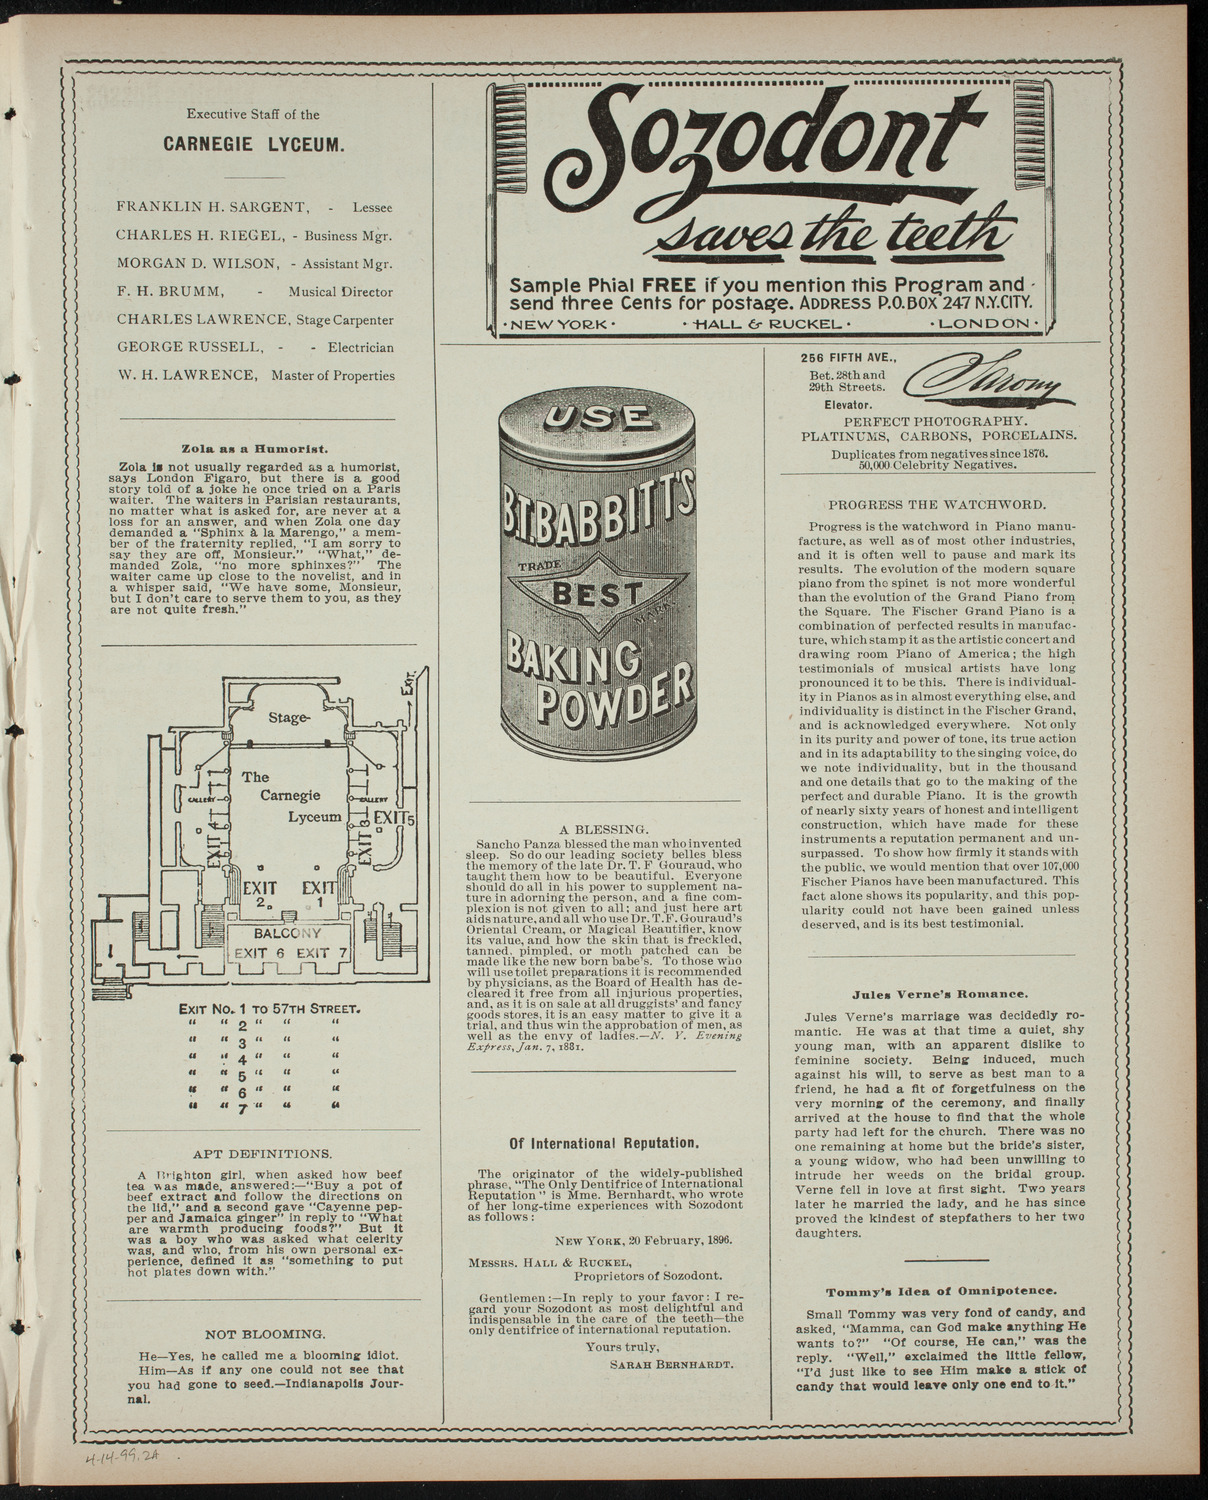 Executive Staff of the
CARNEGIE LYCEUM.
FRANKLIN H. SARGENT, - Lessee
CHARLES H. RIEGEL, - Business Mgr.
MORGAN D. WILSON, - Assistant Mgr.
F. H. BRUMM, - Musical Director
CHARLES LAWRENCE, Stage Carpenter
GEORGE RUSSELL, - - Electrician
W. H. LAWRENCE, Master of Properties
Zola as a Humorist.
Zola is not usually regarded as a humorist,
says London Figaro, but there is a good
story told of a joke he once tried on a Paris
waiter. The waiters in Parisian restaurants,
no matter what is asked for, are never at a
loss for an answer, and when Zola one day
demanded a "Sphinx à la Marengo," a mem-
ber of the fraternity replied, "I am sorry to
say they are off, Monsieur." "What," de-
manded Zola, "no more sphinxes?" The
waiter came up close to the novelist, and in
a whisper said, "We have some, Monsieur,
but I don't care to serve them to you, as they
are not quite fresh."
Exit.
Stage
The
Carnegie
Lyceum
GALLERY
GALLERY
EXIT 4
EXIT 3
EXIT 5
EXIT 2.
EXIT 1
BALCONY
EXIT 6 EXIT 7
EXIT NO. 1 TO 57TH STREET.
" " 2 " " "
" " 3 " " "
" " 4 " " "
" " 5 " " "
" " 6 " " "
" " 7 " " "
APT DEFINITIONS.
A Brighton girl, when asked how beef
tea was made, answered:—"Buy a pot of
beef extract and follow the directions on
the lid," and a second gave "Cayenne pep-
per and Jamaica ginger" in reply to "What
are warmth producing foods?" But it
was a boy who was asked what celerity
was, and who, from his own personal ex-
perience, defined it as "something to put
hot plates down with."
NOT BLOOMING.
He—Yes, he called me a blooming idiot.
Him—As if any one could not see that
you had gone to seed.—Indianapolis Jour-
nal.
Sozodont
saves the teeth
Sample Phial FREE if you mention this Program and
send three Cents for postage. ADDRESS P.O. BOX 247 N.Y. CITY.
· NEW YORK · · HALL & RUCKEL · · LONDON ·
USE
B.T. BABBITT'S
TRADE
BEST
MARK
BAKING
POWDER
A BLESSING.
Sancho Panza blessed the man who invented
sleep. So do our leading society belles bless
the memory of the late Dr. T. F. Gouraud, who
taught them how to be beautiful. Everyone
should do all in his power to supplement na-
ture in adorning the person, and a fine com-
plexion is not given to all; and just here art
aids nature, and all who use Dr. T. F. Gouraud's
Oriental Cream, or Magical Beautifier, know
its value, and how the skin that is freckled,
tanned, pimpled, or moth patched can be
made like the new born babe's. To those who
will use toilet preparations it is recommended
by physicians, as the Board of Health has de-
cleared it free from all injurious properties,
and, as it is on sale at all druggists' and fancy
goods stores, it is an easy matter to give it a
trial, and thus win the approbation of men, as
well as the envy of ladies.—N. Y. Evening
Express, Jan. 7, 1881.
Of International Reputation.
The originator of the widely-published
phrase, "The Only Dentifrice of International
Reputation" is Mme. Bernhardt, who wrote
of her long-time experiences with Sozodont
as follows:
NEW YORK, 20 February, 1896.
MESSRS. HALL & RUCKEL,
Proprietors of Sozodont.
Gentlemen:—In reply to your favor: I re-
gard your Sozodont as most delightful and
indispensable in the care of the teeth—the
only dentifrice of international reputation.
Yours truly,
SARAH BERNHARDT.
256 FIFTH AVE.,
Bet. 28th and
29th Streets.
Elevator.
Sarony
PERFECT PHOTOGRAPHY.
PLATINUMS, CARBONS, PORCELAINS.
Duplicates from negatives since 1876.
50,000 Celebrity Negatives.
PROGRESS THE WATCHWORD.
Progress is the watchword in Piano manu-
facture, as well as of most other industries,
and it is often well to pause and mark its
results. The evolution of the modern square
piano from the spinet is not more wonderful
than the evolution of the Grand Piano from
the Square. The Fischer Grand Piano is a
combination of perfected results in manufac-
ture, which stamp it as the artistic concert and
drawing room Piano of America; the high
testimonials of musical artists have long
pronounced it to be this. There is individual-
ity in Pianos as in almost everything else, and
individuality is distinct in the Fischer Grand,
and is acknowledged everywhere. Not only
in its purity and power of tone, its true action
and in its adaptability to the singing voice, do
we note individuality, but in the thousand
and one details that go to the making of the
perfect and durable Piano. It is the growth
of nearly sixty years of honest and intelligent
construction, which have made for these
instruments a reputation permanent and un-
surpassed. To show how firmly it stands with
the public, we would mention that over 107,000
Fischer Pianos have been manufactured. This
fact alone shows its popularity, and this pop-
ularity could not have been gained unless
deserved, and is its best testimonial.
Jules Verne's Romance.
Jules Verne's marriage was decidedly ro-
mantic. He was at that time a quiet, shy
young man, with an apparent dislike to
feminine society. Being induced, much
against his will, to serve as best man to a
friend, he had a fit of forgetfulness on the
very morning of the ceremony, and finally
arrived at the house to find that the whole
party had left for the church. There was no
one remaining at home but the bride's sister,
a young widow, who had been unwilling to
intrude her weeds on the bridal group.
Verne fell in love at first sight. Two years
later he married the lady, and he has since
proved the kindest of stepfathers to her two
daughters.
Tommy's Idea of Omnipotence.
Small Tommy was very fond of candy, and
asked, "Mamma, can God make anything He
wants to?" "Of course, He can," was the
reply. "Well," exclaimed the little fellow,
"I'd just like to see Him make a stick of
candy that would leave only one end to it."
4-14-99.2A